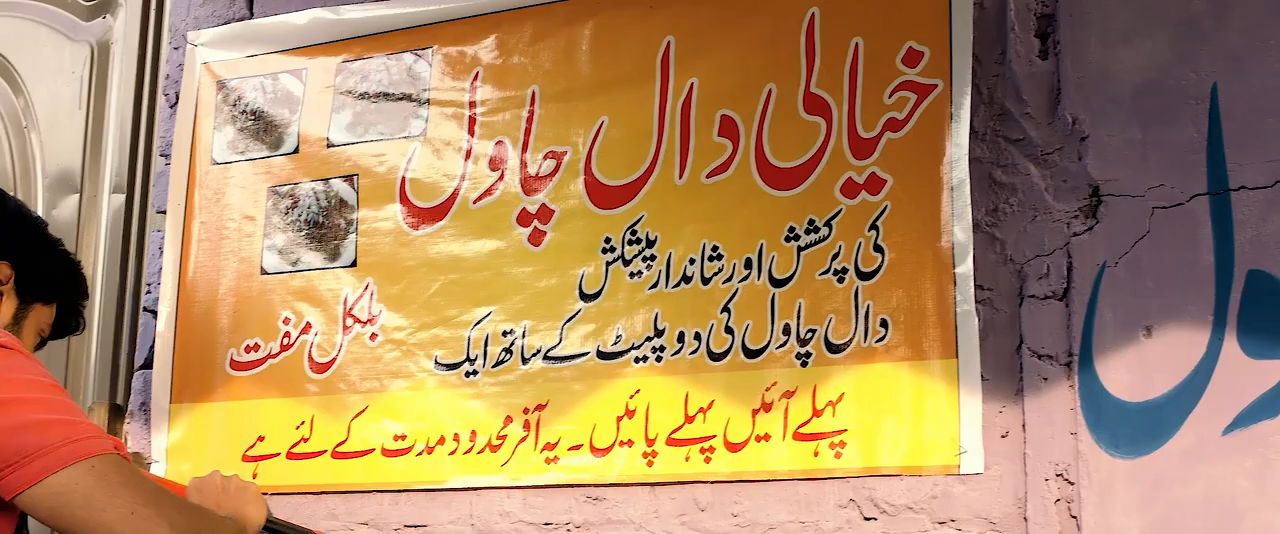 خیالی دال چاول
کی پرکشش اور شاندار پیشکش
دال چاول کی دو پلیٹ کے ساتھ ایک
بلکل مفت
پہلے آئیں پہلے پائیں۔ یہ آفر محدود مدت کے لئے ہے